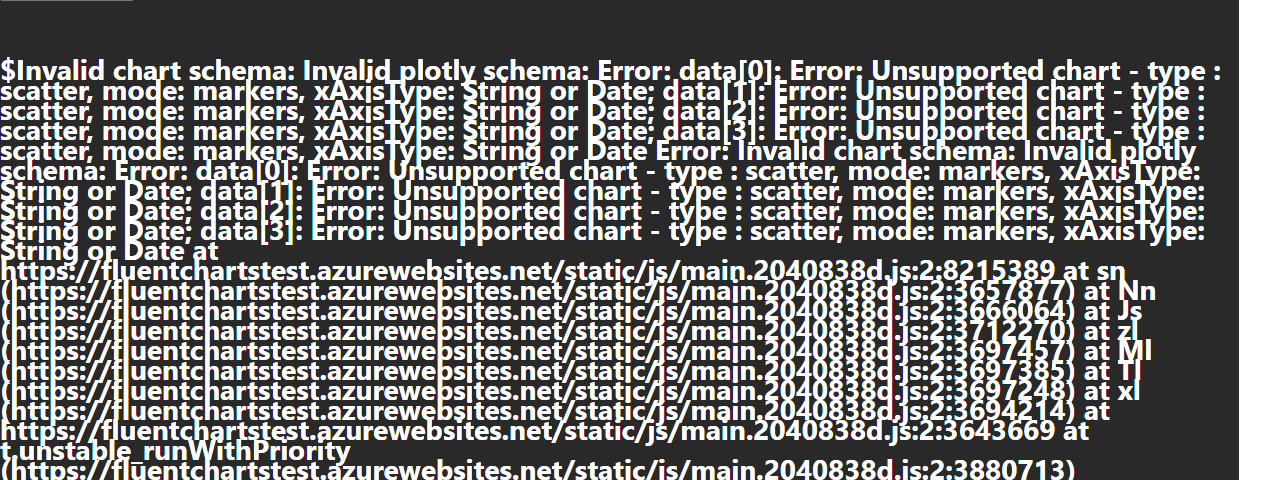 $Invalid chart schema: Invalid plotly schema: Error: data[0]: Error: Unsupported chart - type :
scatter, mode: markers, xAxisType: String or Date; data[1]: Error: Unsupported chart - type :
scatter, mode: markers, xAxisType: String or Date; data[2]: Error: Unsupported chart - type :
scatter, mode: markers, xAxisType: String or Date; data[3]: Error: Unsupported chart - type :
scatter, mode: markers, xAxisType: String or Date Error: Invalid chart schema: Invalid plotly
schema: Error: data[0]: Error: Unsupported chart - type : scatter, mode: markers, xAxisType:
String or Date; data[1]: Error: Unsupported chart - type : scatter, mode: markers, xAxisType:
String or Date; data[2]: Error: Unsupported chart - type : scatter, mode: markers, xAxisType:
String or Date; data[3]: Error: Unsupported chart - type : scatter, mode: markers, xAxisType:
String or Date at
https://fluentchartstest.azurewebsites.net/static/js/main.2040838d.js:2:8215389 at sn
(https://fluentchartstest.azurewebsites.net/static/js/main.2040838d.js:2:3657877) at Nn
(https://fluentchartstest.azurewebsites.net/static/js/main.2040838d.js:2:3666064) at Js
(https://fluentchartstest.azurewebsites.net/static/js/main.2040838d.js:2:3712270) at zl
(https://fluentchartstest.azurewebsites.net/static/js/main.2040838d.js:2:3697457) at Ml
(https://fluentchartstest.azurewebsites.net/static/js/main.2040838d.js:2:3697385) at Tl
(https://fluentchartstest.azurewebsites.net/static/js/main.2040838d.js:2:3697248) at xl
(https://fluentchartstest.azurewebsites.net/static/js/main.2040838d.js:2:3694214) at
https://fluentchartstest.azurewebsites.net/static/js/main.2040838d.js:2:3643669 at
t.unstable_runWithPriority
(https://fluentchartstest.azurewebsites.net/static/js/main.2040838d.js:2:3880713)